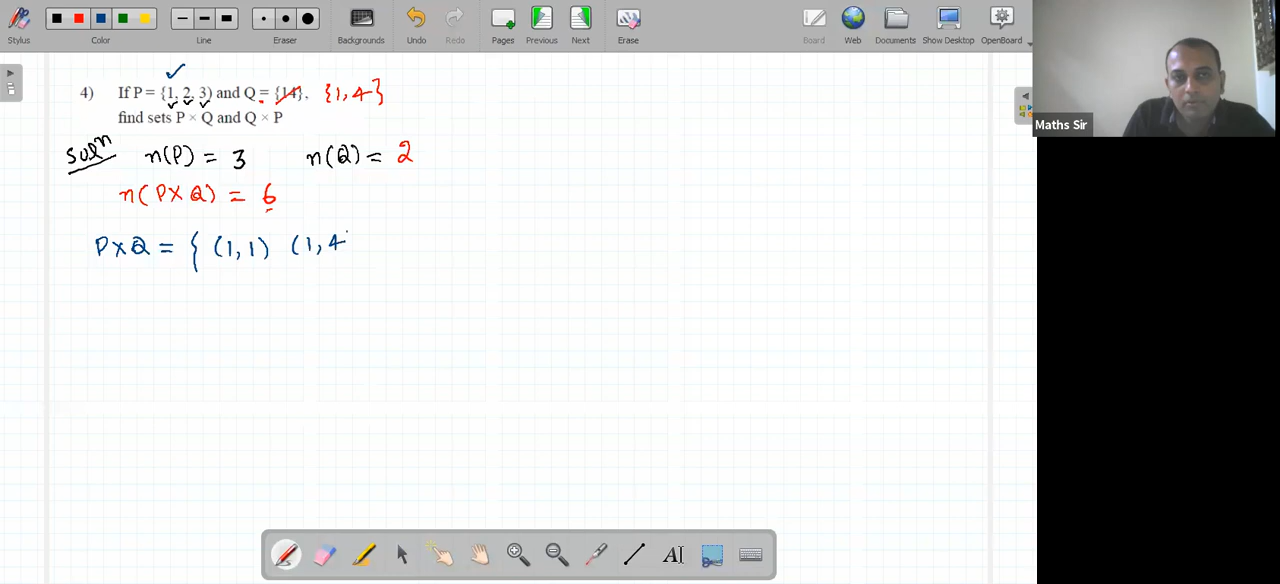 Stylus Color Line Eraser Backgrounds Undo Redo Pages Previous Next Erase Board Web Documents Show Desktop OpenBoard
4) If P = {1, 2, 3) and Q = {14}, {1,4}
find sets P × Q and Q × P
Maths Sir
Solⁿ n(P) = 3 n(Q) = 2
n(P×Q) = 6
P×Q = { (1,1) (1,4